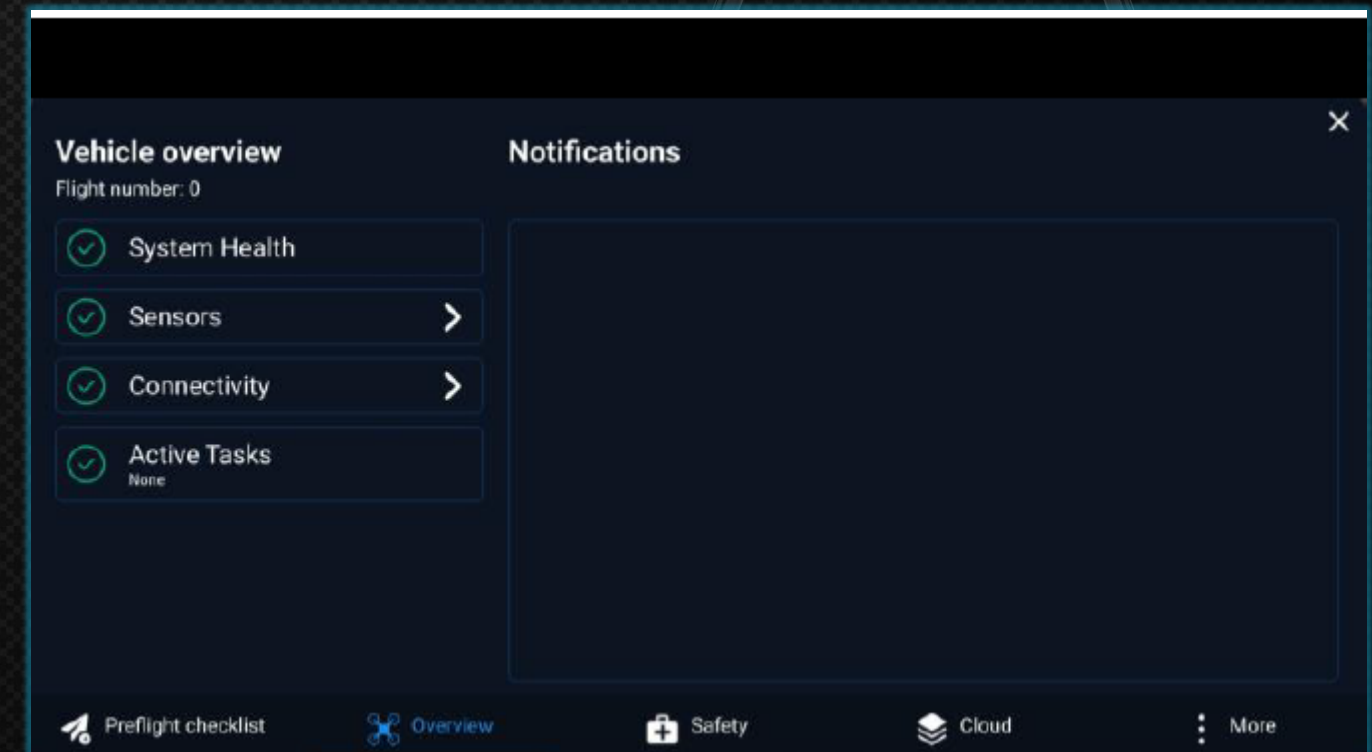 Vehicle overview
Flight number: 0
System Health
Sensors
Connectivity
Active Tasks
None
Notifications
Preflight checklist
Overview
Safety
Cloud
More